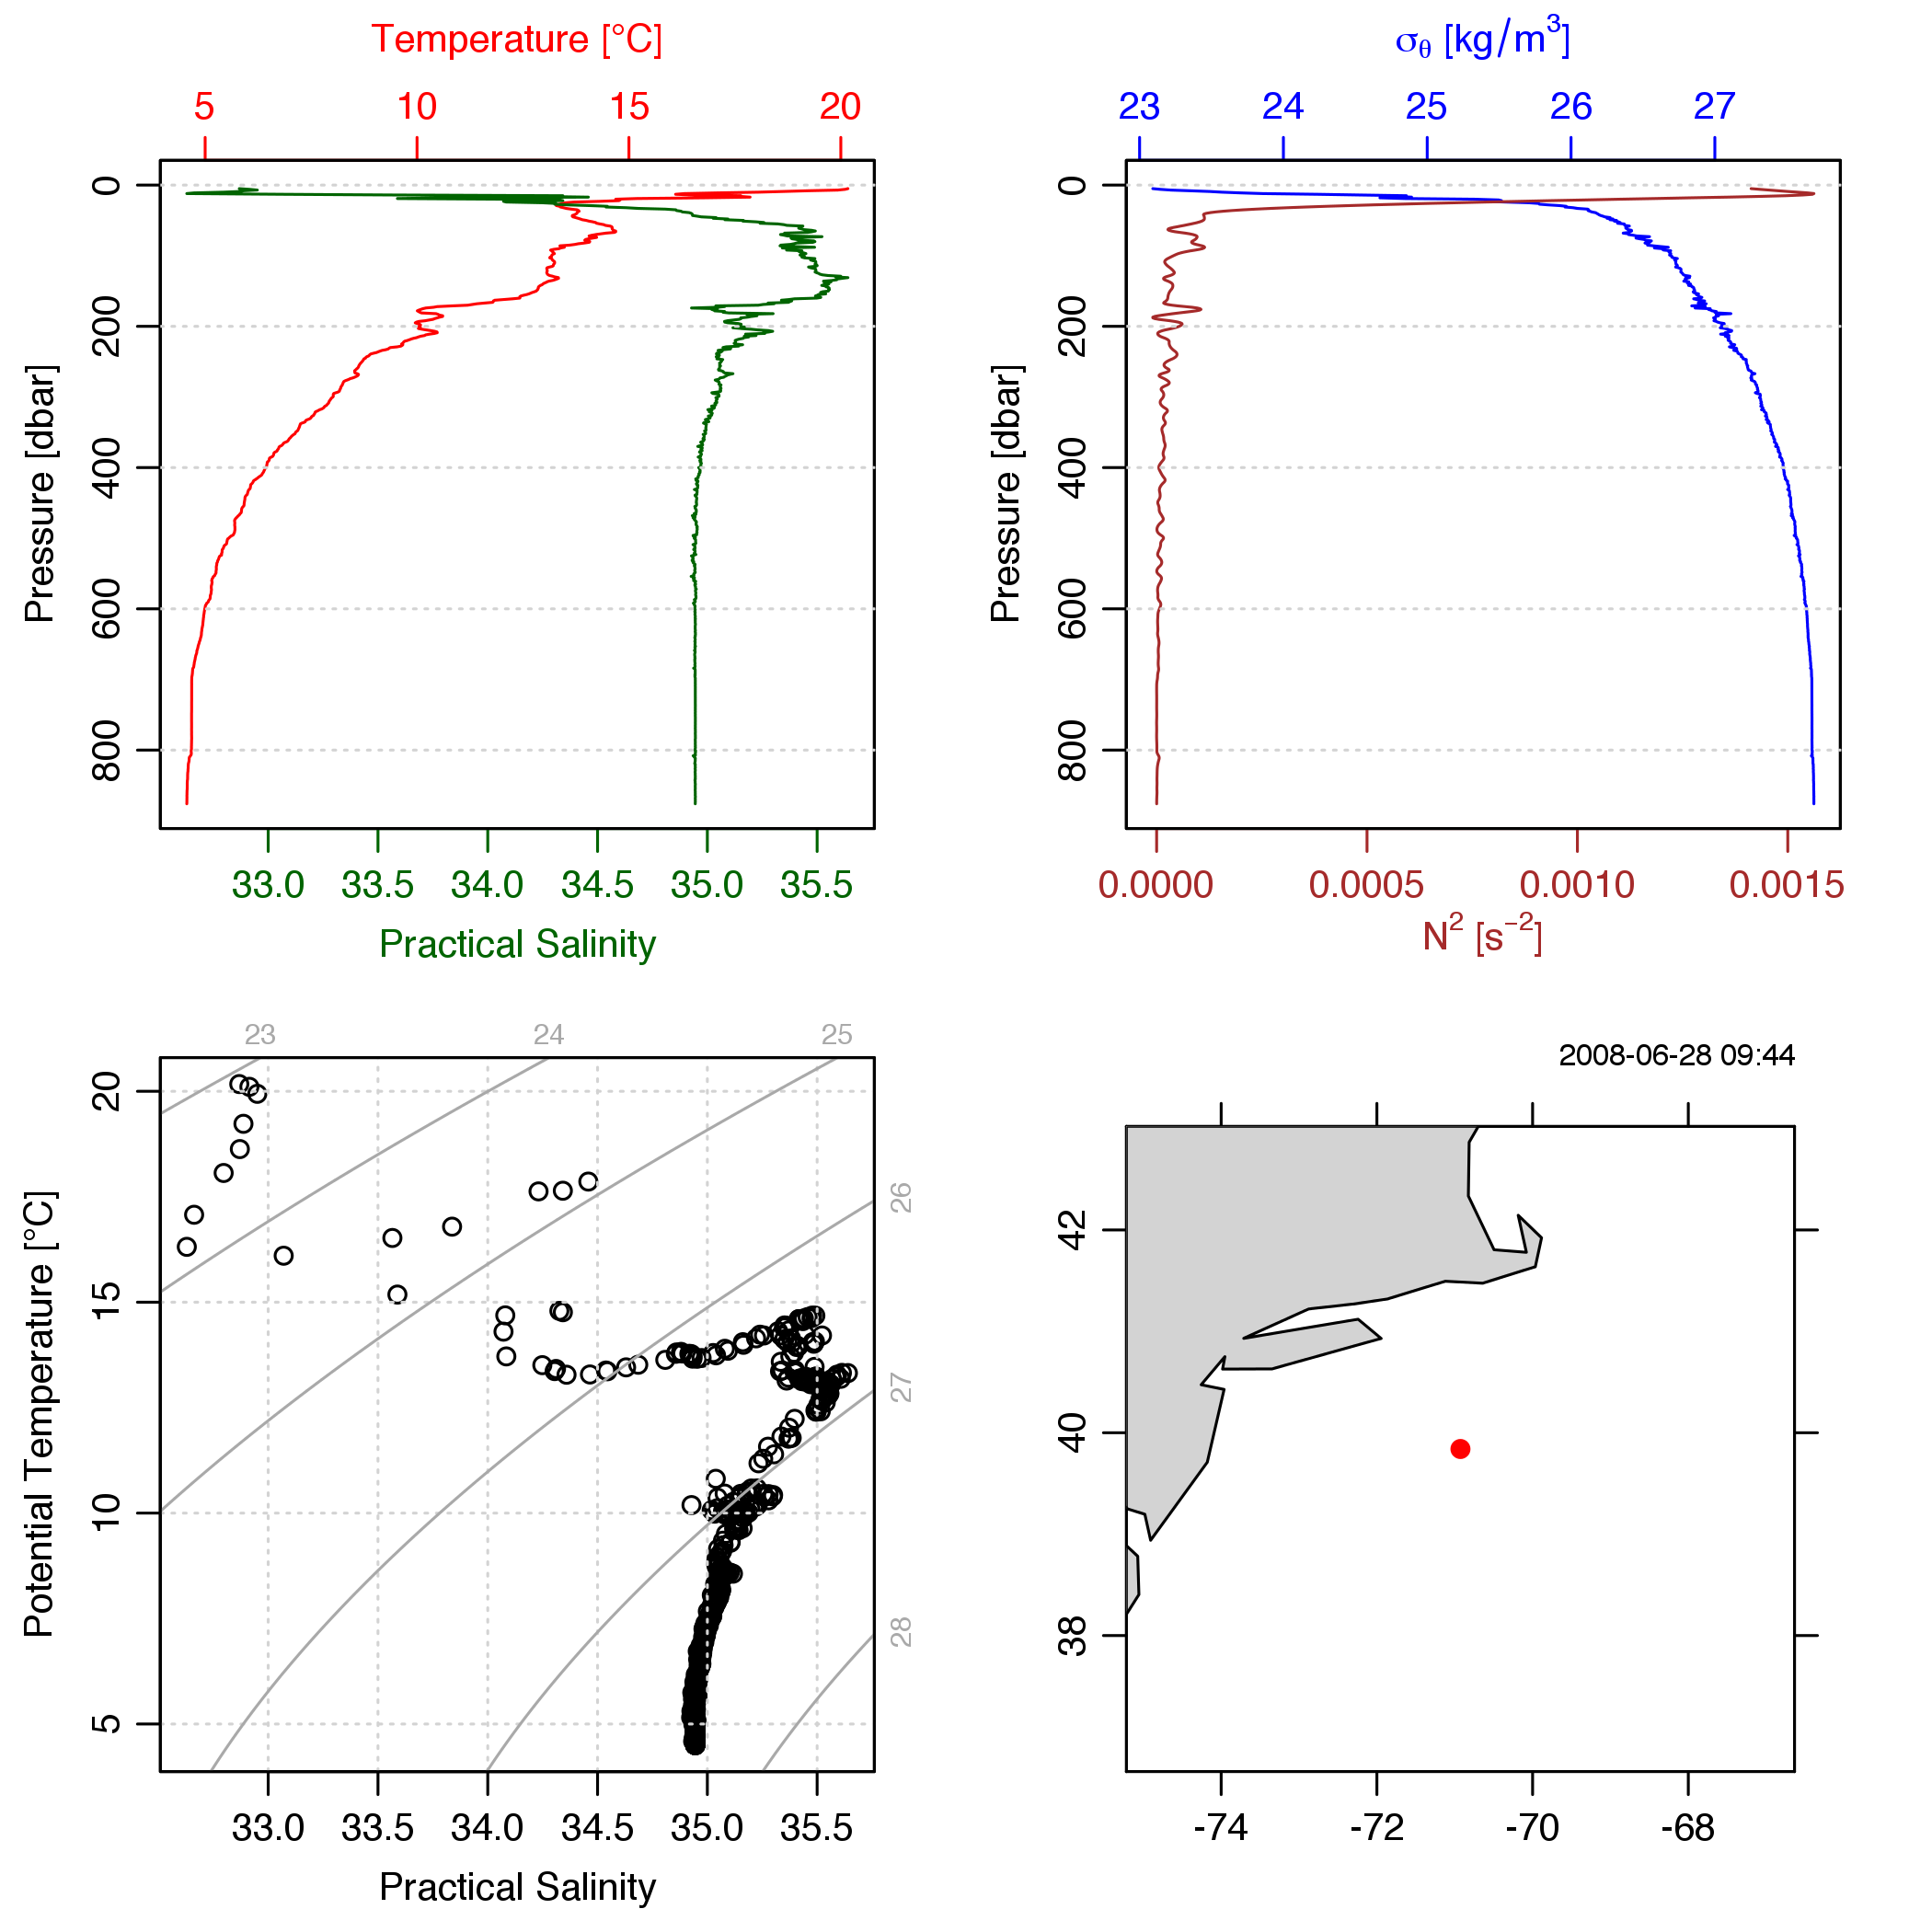 Temperature [°C]
5 10 15 20
0
200
400
600
800
Pressure [dbar]
33.0 33.5 34.0 34.5 35.0 35.5
Practical Salinity
σθ [kg/m³]
23 24 25 26 27
0
200
400
600
800
Pressure [dbar]
0.00000 0.00005 0.0010 0.0015
N² [s⁻²]
23 24 25
26
27
28
20
15
10
5
Potential Temperature [°C]
33.0 33.5 34.0 34.5 35.0 35.5
Practical Salinity
2008-06-28 09:44
42
40
38
-74 -72 -70 -68